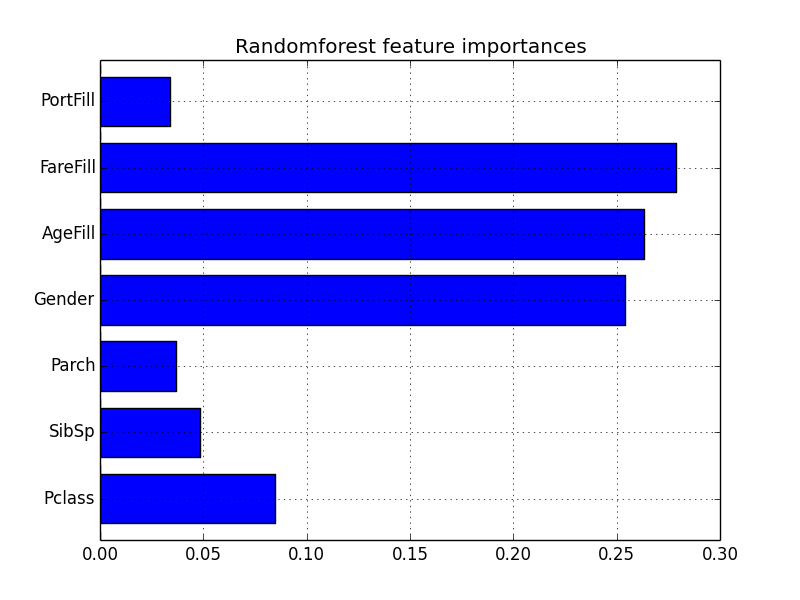 Randomforest feature importances
PortFill
FareFill
AgeFill
Gender
Parch
SibSp
Pclass
0.00 0.05 0.10 0.15 0.20 0.25 0.30